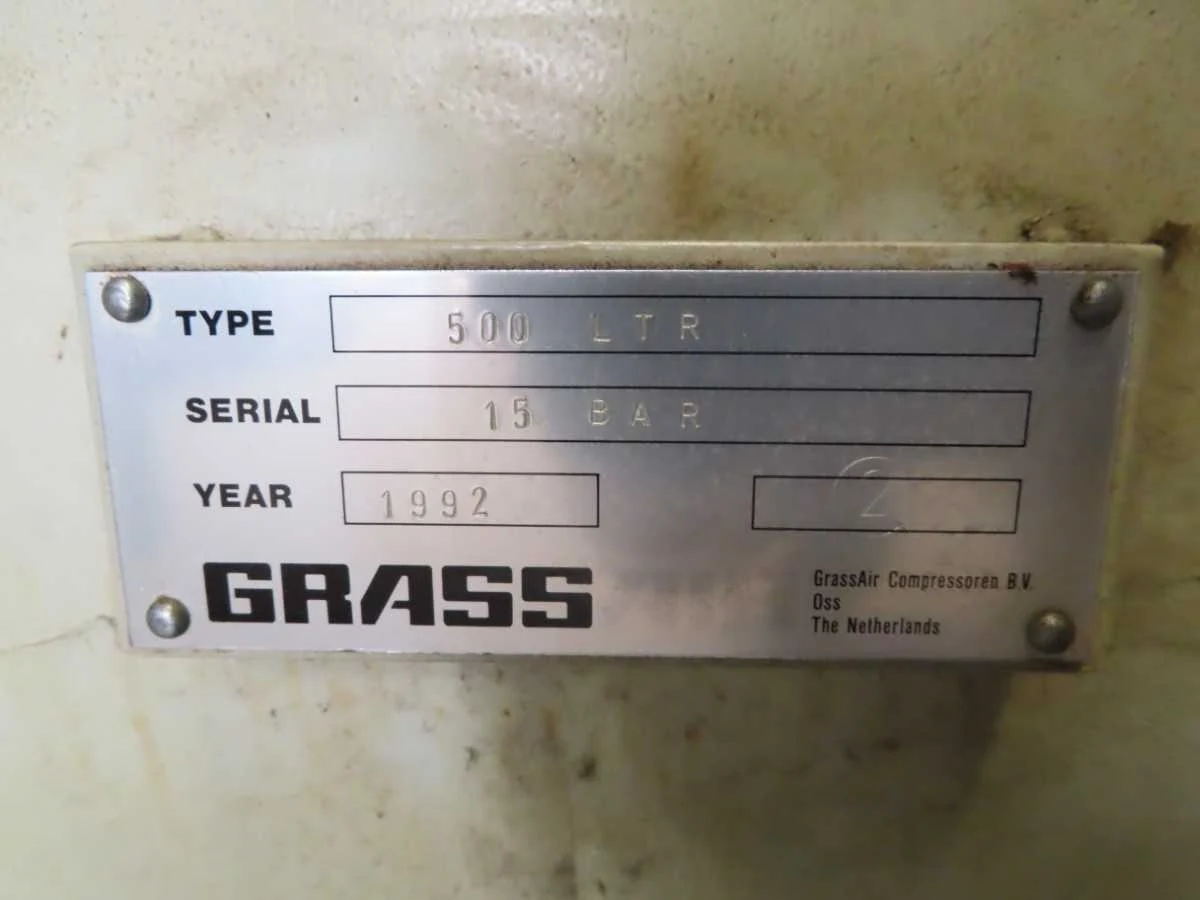 TYPE 500 LTR
SERIAL 15 BAR
YEAR 1992 2
GRASS
GrassAir Compressoren B.V.
Oss
The Netherlands